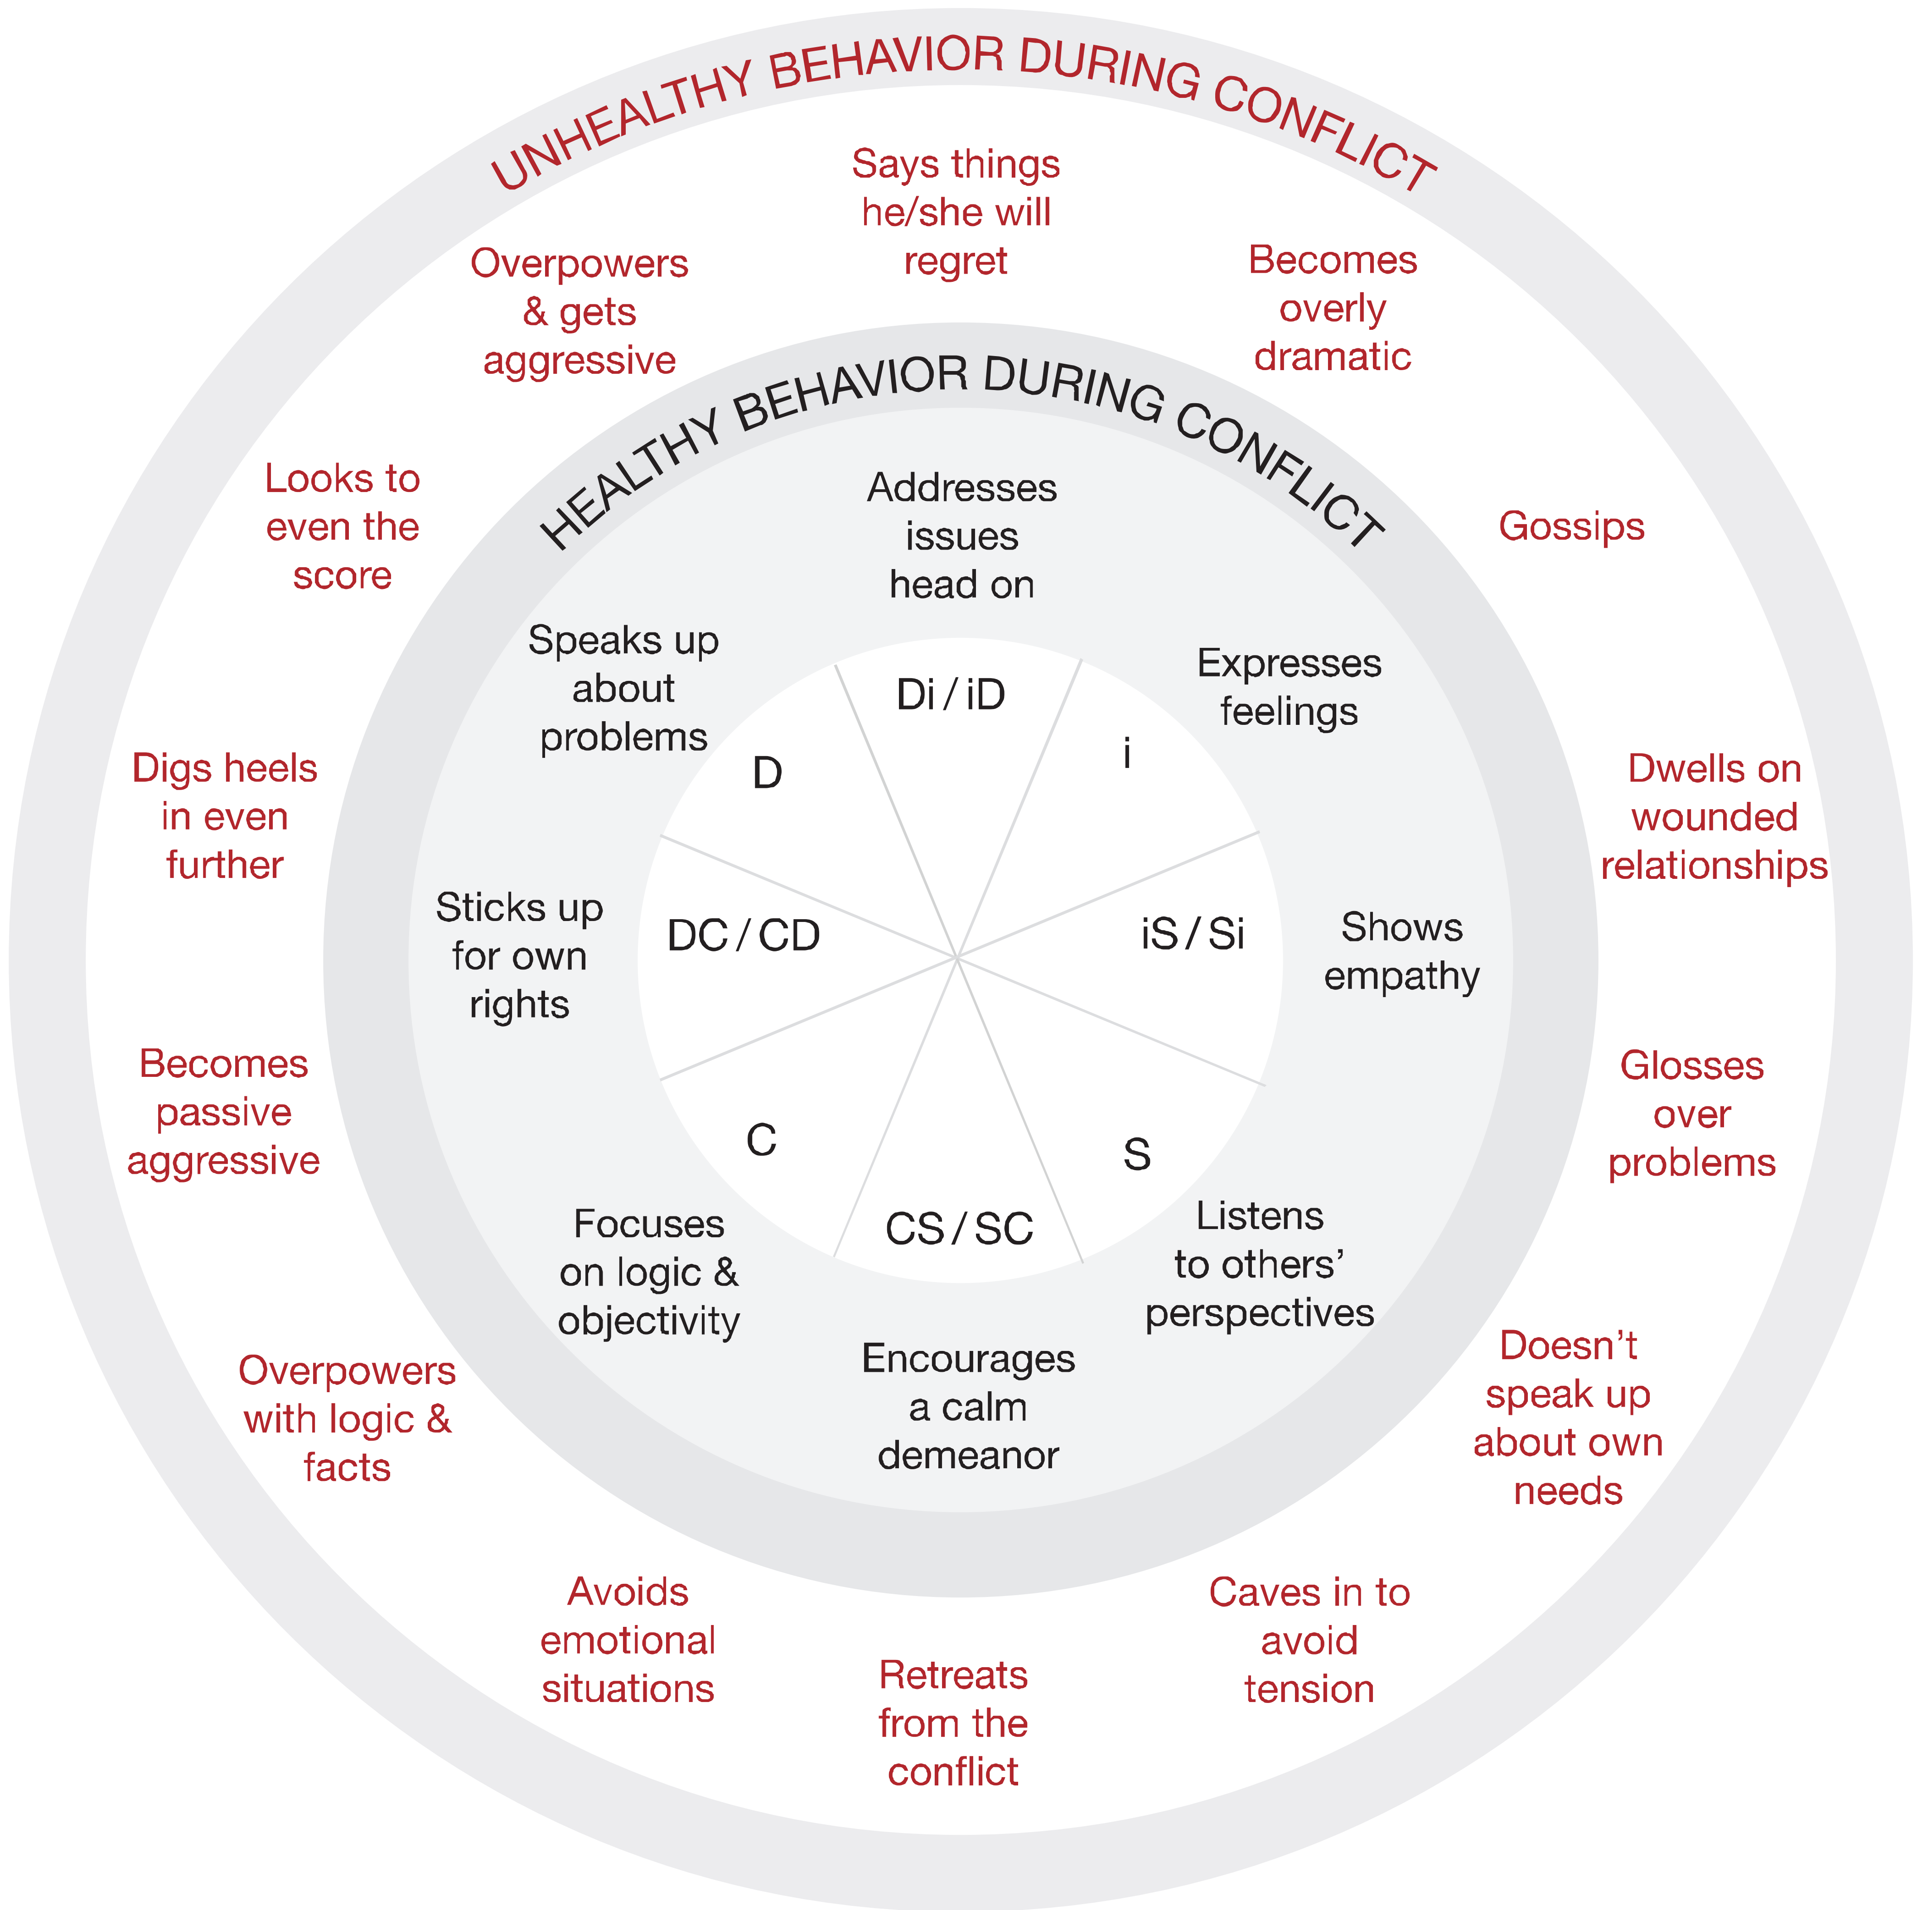 UNHEALTHY BEHAVIOR DURING CONFLICT
Says things
he/she will
regret
Becomes
overly
dramatic
Gossips
Dwells on
wounded
relationships
Glosses
over
problems
Doesn’t
speak up
about own
needs
Caves in to
avoid
tension
Retreats
from the
conflict
Avoids
emotional
situations
Overpowers
with logic &
facts
Becomes
passive
aggressive
Digs heels
in even
further
Looks to
even the
score
Overpowers
& gets
aggressive
HEALTHY BEHAVIOR DURING CONFLICT
Addresses
issues
head on
Expresses
feelings
Shows
empathy
Listens
to others’
perspectives
Encourages
a calm
demeanor
Focuses
on logic &
objectivity
Sticks up
for own
rights
Speaks up
about
problems
Di / iD
i
iS / Si
S
CS / SC
C
DC / CD
D